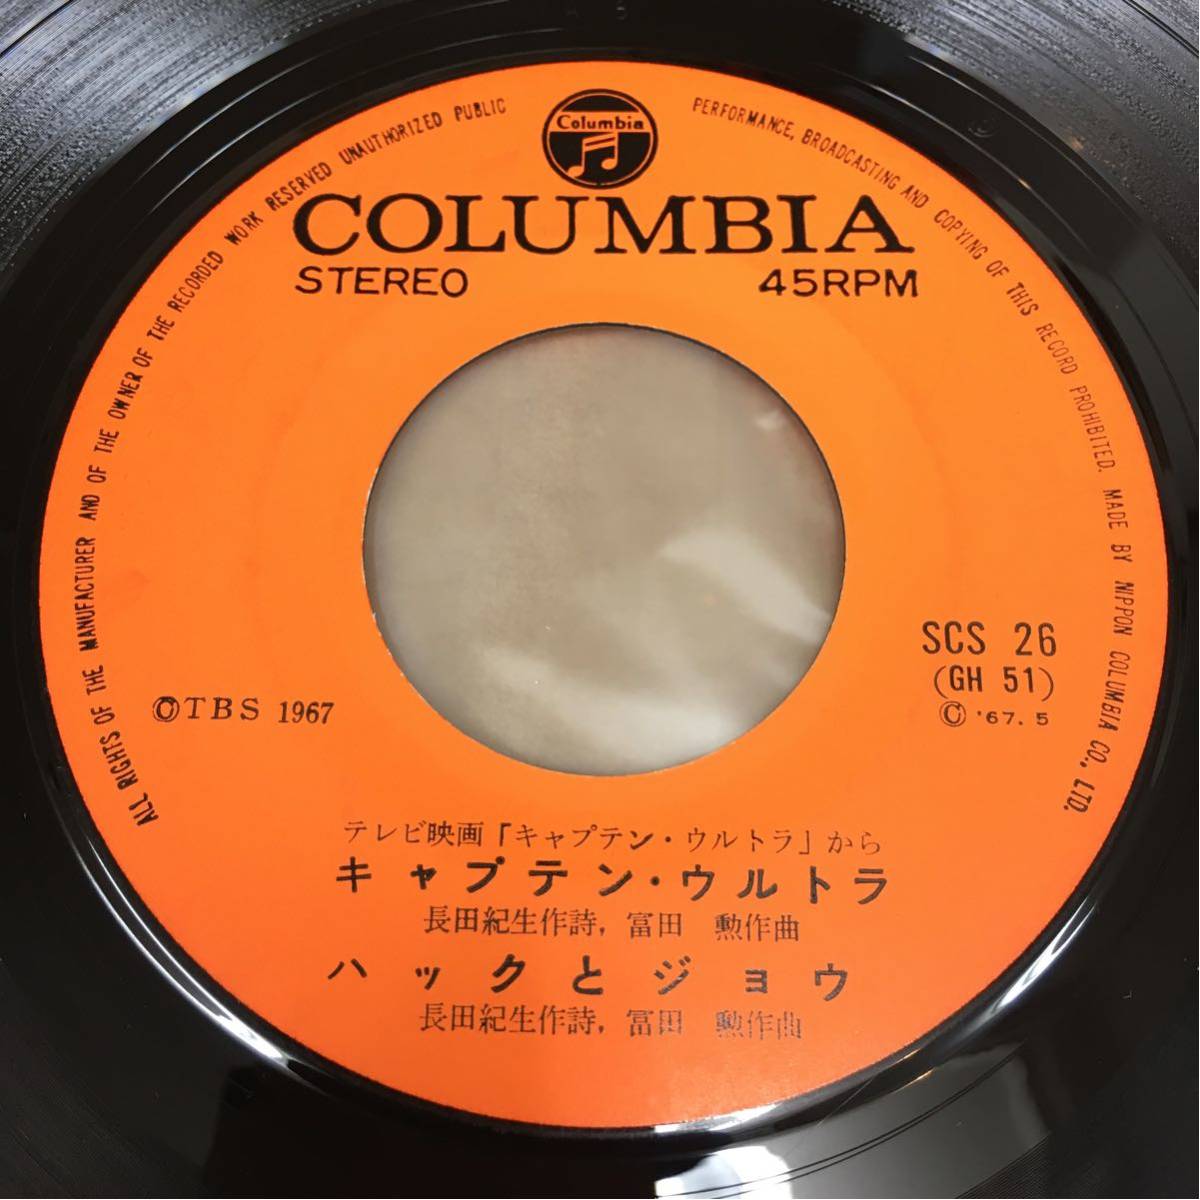 ALL RIGHTS OF THE MANUFACTURER AND OF THE OWNER OF THE RECORDED WORK RESERVED UNAUTHORIZED PUBLIC PERFORMANCE, BROADCASTING AND COPYING OF THIS RECORD PROHIBITED. MADE BY NIPPON COLUMBIA CO., LTD.
Columbia
COLUMBIA
STEREO 45RPM
SCS 26
(GH 51)
©TBS 1967 © '67. 5
テレビ映画「キャプテン・ウルトラ」から
キャプテン・ウルトラ
長田紀生作詩, 冨田 勲作曲
ハックとジョウ
長田紀生作詩, 冨田 勲作曲